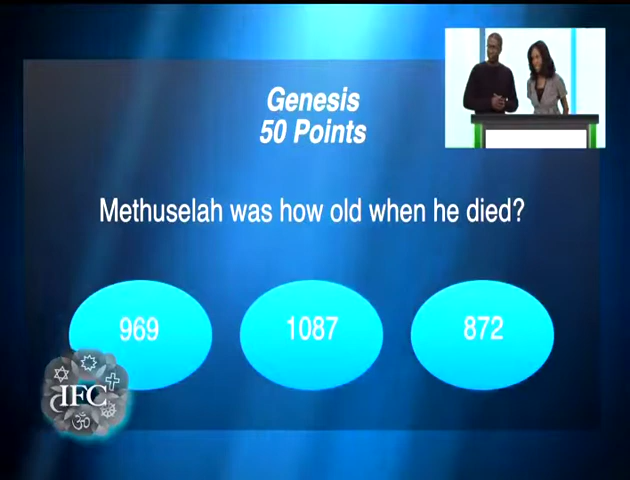 Genesis
50 Points
Methuselah was how old when he died?
969
1087
872
IFC